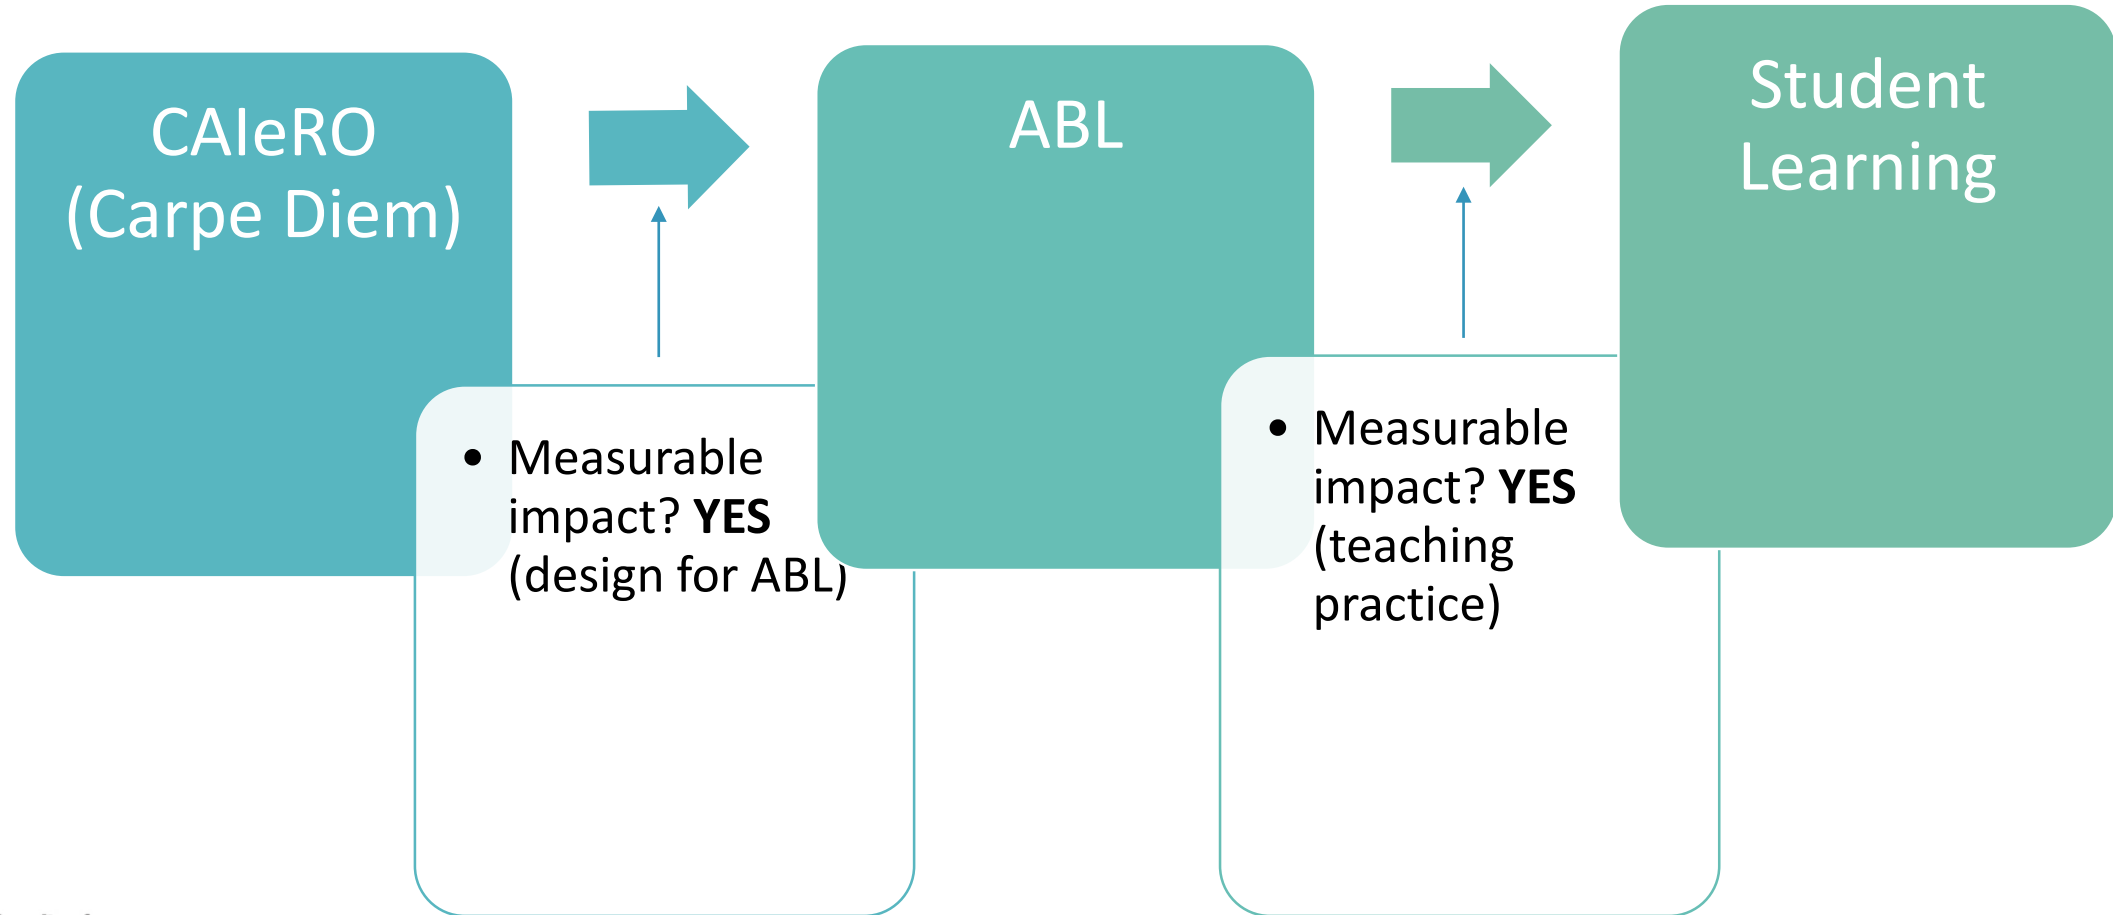 CAIeRO
(Carpe Diem)
ABL
Student
Learning
• Measurable
impact? YES
(design for ABL)
• Measurable
impact? YES
(teaching
practice)